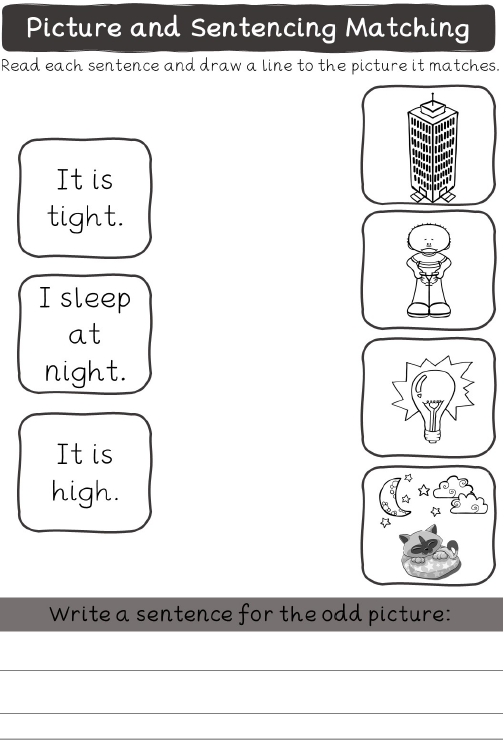 Picture and Sentencing Matching
Read each sentence and draw a line to the picture it matches.
It is
tight.
I sleep
at
night.
It is
high.
Write a sentence for the odd picture: